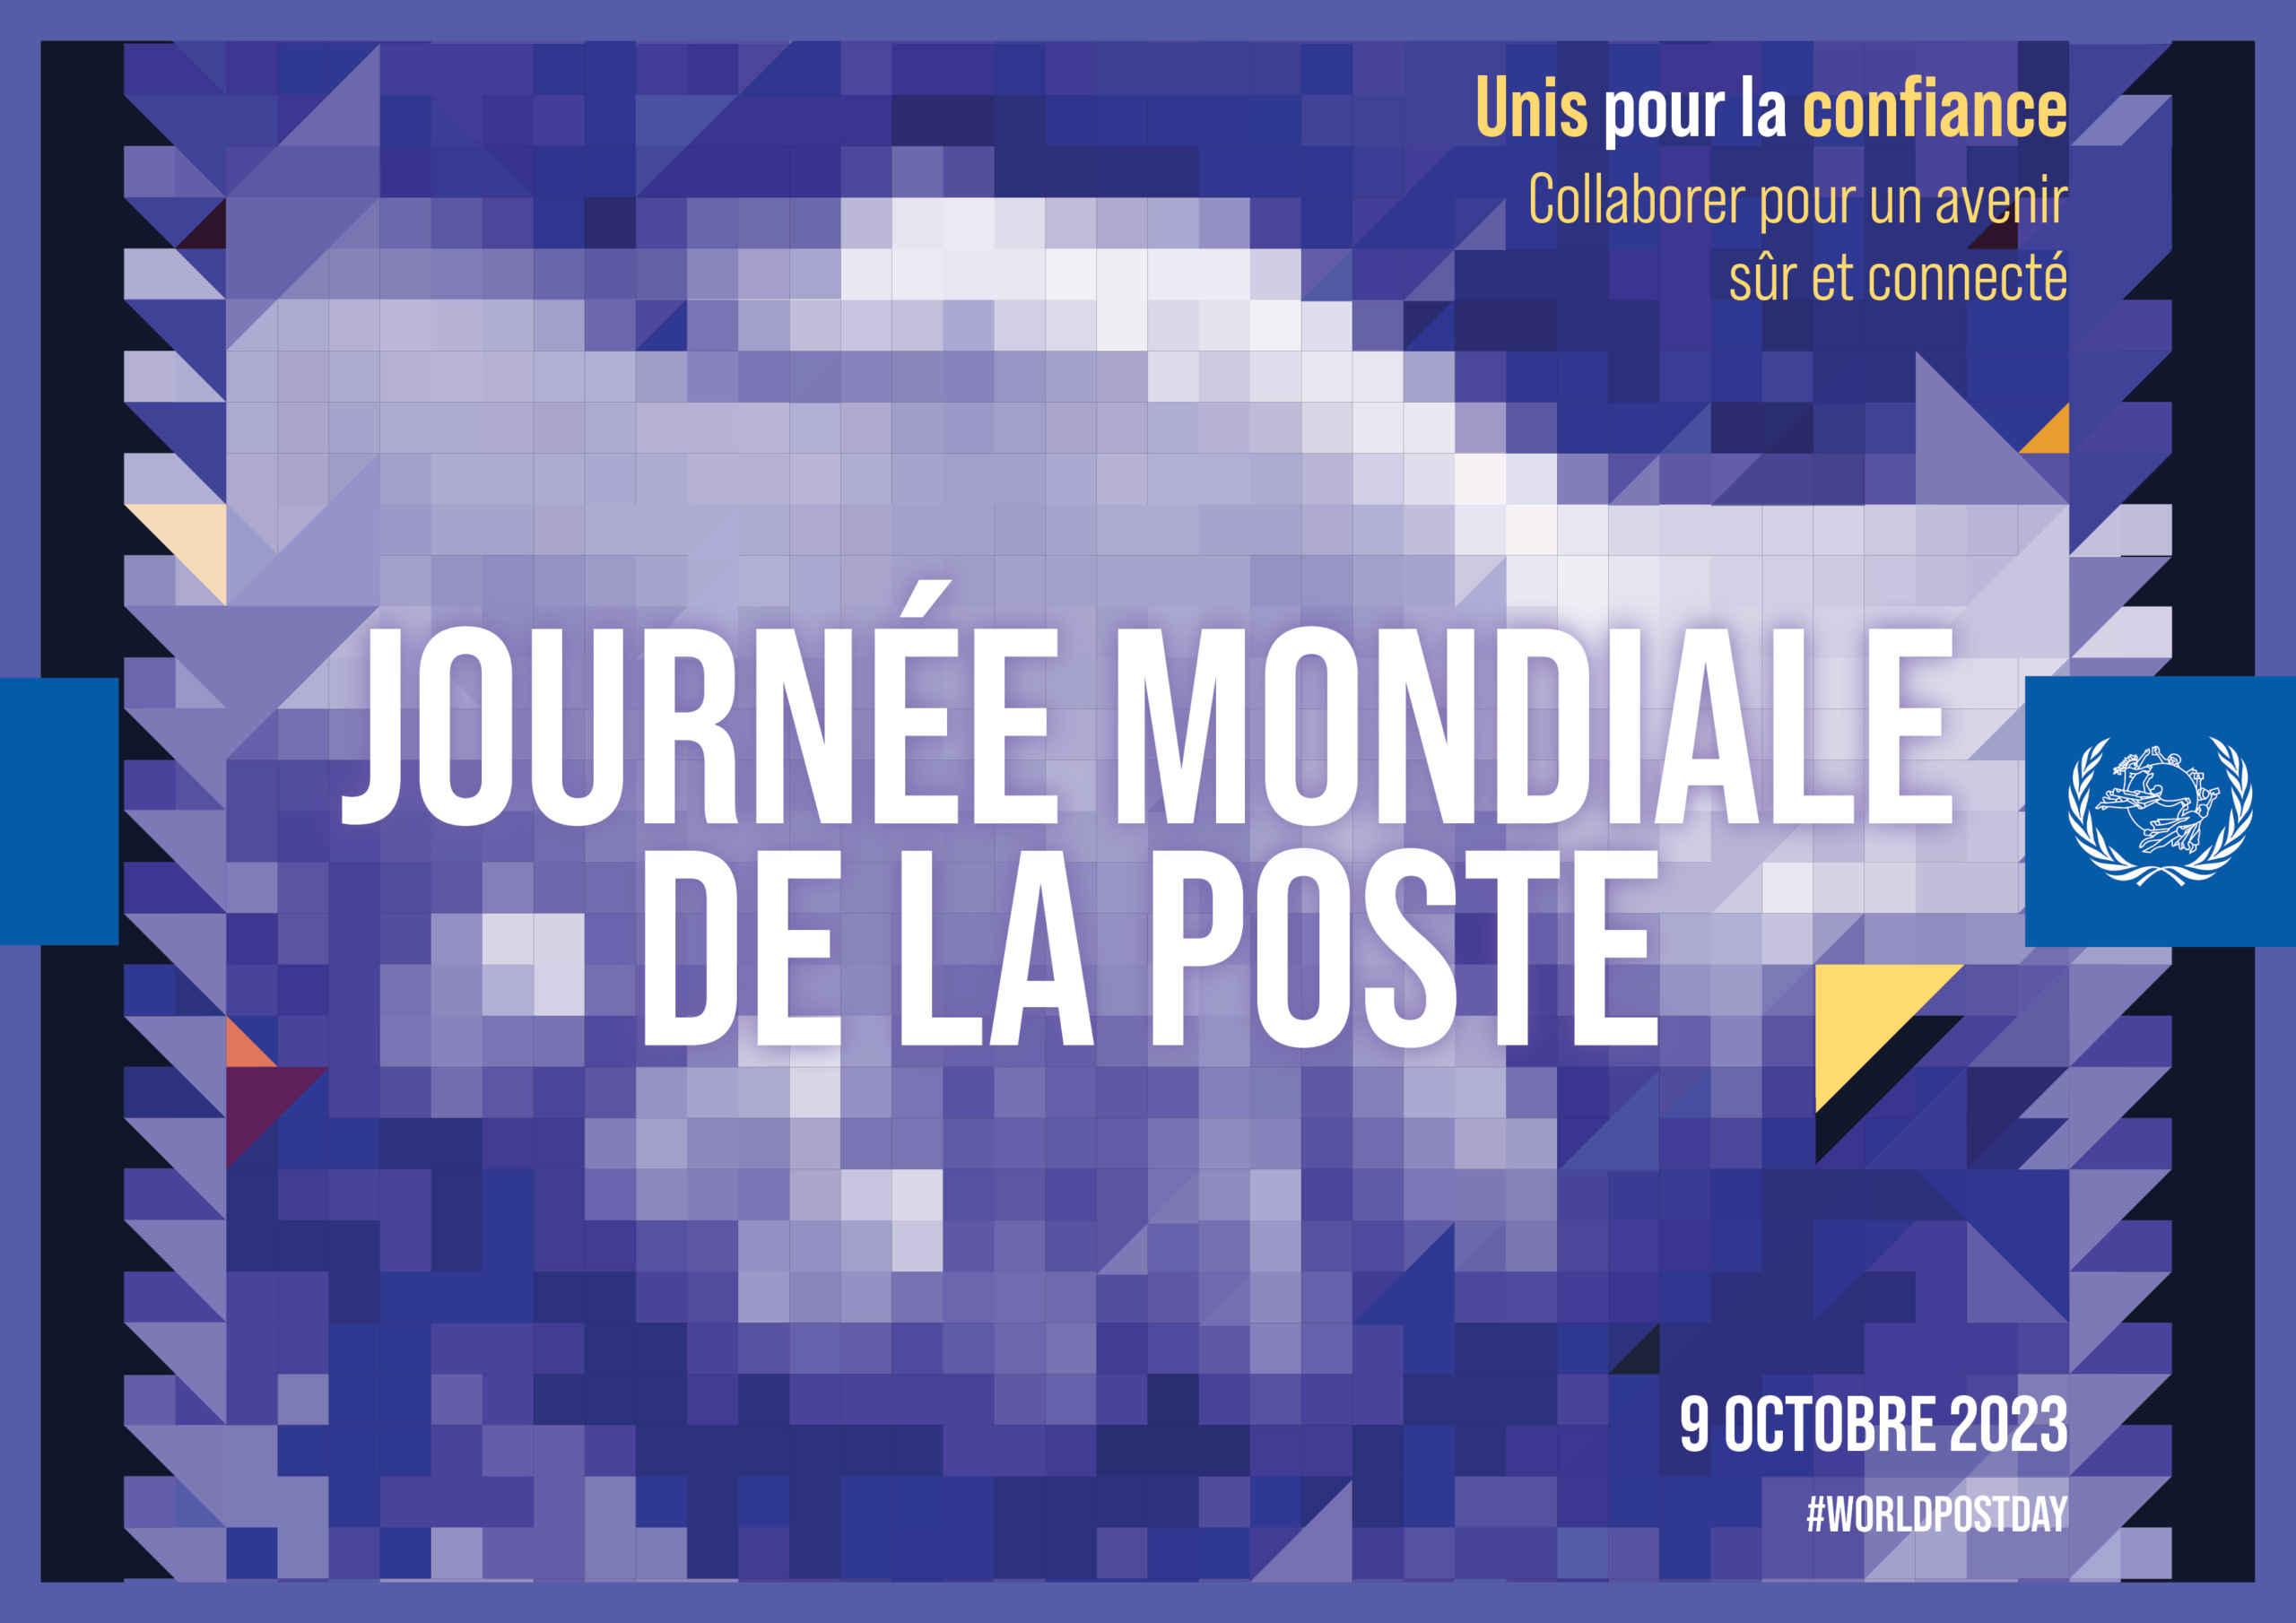 Unis pour la confiance
Collaborer pour un avenir
sûr et connecté
JOURNÉE MONDIALE
DE LA POSTE
9 OCTOBRE 2023
#WORLDPOSTDAY